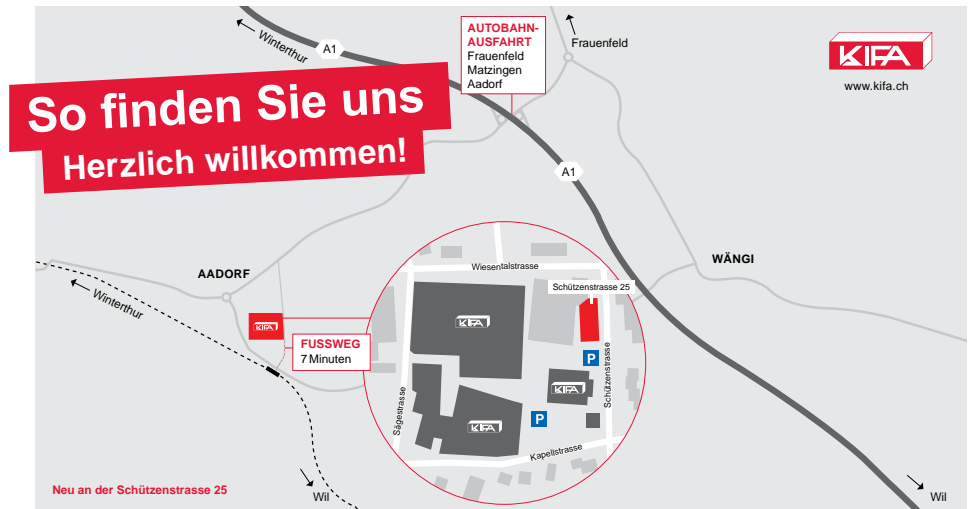 So finden Sie uns
Herzlich willkommen!
Winterthur
A1
AUTOBAHN-
AUSFAHRT
Frauenfeld
Matzingen
Aadorf
Frauenfeld
KIFA
www.kifa.ch
A1
WÄNGI
AADORF
Winterthur
KIFA
FUSSWEG
7 Minuten
Wiesentalstrasse
Schützenstrasse 25
KIFA
P
KIFA
Schützenstrasse
Sägestrasse
KIFA
P
Kapellstrasse
Neu an der Schützenstrasse 25
Wil
Wil